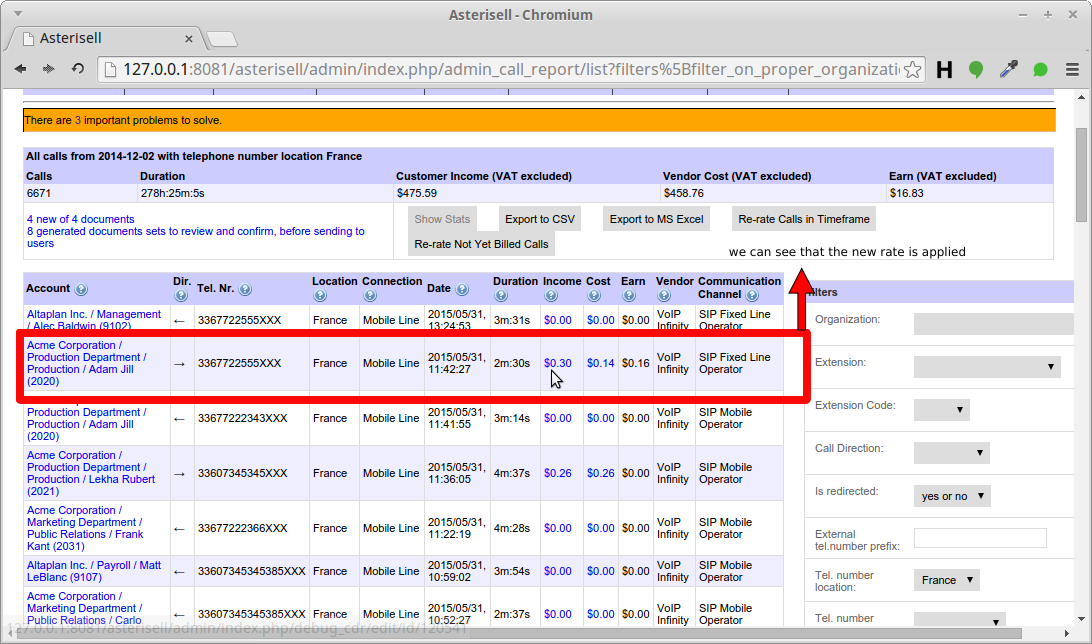 Asterisell - Chromium
Asterisell
127.0.0.1:8081/asterisell/admin/index.php/admin_call_report/list?filters%5Bfilter_on_proper_organizati
There are 3 important problems to solve.
All calls from 2014-12-02 with telephone number location France
Calls Duration Customer Income (VAT excluded) Vendor Cost (VAT excluded) Earn (VAT excluded)
6671 278h:25m:5s $475.59 $458.76 $16.83
4 new of 4 documents
8 generated documents sets to review and confirm, before sending to
users
Show Stats Export to CSV Export to MS Excel Re-rate Calls in Timeframe
Re-rate Not Yet Billed Calls
we can see that the new rate is applied
Account Dir. Tel. Nr. Location Connection Date Duration Income Cost Earn Vendor Communication
Channel
Altaplan Inc. / Management
/ Alec Baldwin (9102) ← 3367722555XXX France Mobile Line 2015/05/31,
13:24:53 3m:31s $0.00 $0.00 $0.00 VoIP
Infinity SIP Fixed Line
Operator
Acme Corporation /
Production Department /
Production / Adam Jill
(2020) → 3367722555XXX France Mobile Line 2015/05/31,
11:42:27 2m:30s $0.30 $0.14 $0.16 VoIP
Infinity SIP Fixed Line
Operator
Production Department /
Production / Adam Jill
(2020) ← 33677222343XXX France Mobile Line 2015/05/31,
11:41:55 3m:14s $0.00 $0.00 $0.00 VoIP
Infinity SIP Mobile
Operator
Acme Corporation /
Production Department /
Production / Lekha Rubert
(2021) → 33607345345XXX France Mobile Line 2015/05/31,
11:36:05 4m:37s $0.26 $0.26 $0.00 VoIP
Infinity SIP Mobile
Operator
Acme Corporation /
Marketing Department /
Public Relations / Frank
Kant (2031) ← 33677222366XXX France Mobile Line 2015/05/31,
11:22:19 4m:28s $0.00 $0.00 $0.00 VoIP
Infinity SIP Mobile
Operator
Altaplan Inc. / Payroll / Matt
LeBlanc (9107) ← 33607345345385XXX France Mobile Line 2015/05/31,
10:59:02 3m:54s $0.00 $0.00 $0.00 VoIP
Infinity SIP Mobile
Operator
Acme Corporation /
Marketing Department /
Public Relations / Carlo ← 33607345345385XXX France Mobile Line 2015/05/31,
10:52:27 2m:37s $0.00 $0.00 $0.00 VoIP
Infinity SIP Mobile
Operator
ilters
Organization:
Extension:
Extension Code:
Call Direction:
Is redirected: yes or no
External
tel.number prefix:
Tel. number
location: France
Tel. number
127.0.0.1:8081/asterisell/admin/index.php/debug_cdr/edit/id/120341